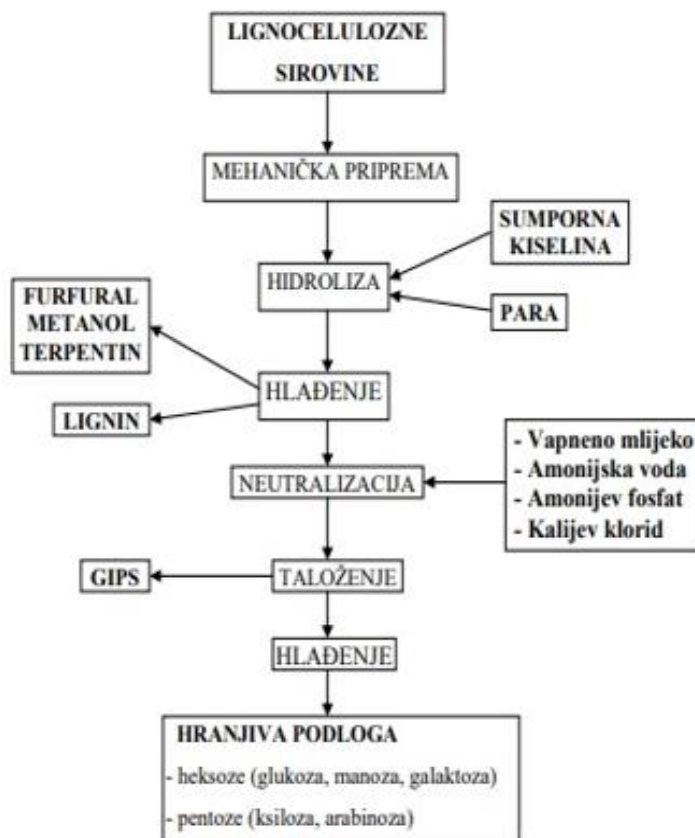 LIGNOCELULOZNE
SIROVINE
MEHANIČKA PRIPREMA
SUMPORNA
KISELINA
HIDROLIZA
PARA
FURFURAL
METANOL
TERPENTIN
HLAĐENJE
LIGNIN
- Vapneno mlijeko
- Amonijska voda
- Amonijev fosfat
- Kalijev klorid
NEUTRALIZACIJA
GIPS
TALOŽENJE
HLAĐENJE
HRANJIVA PODLOGA
- heksoze (glukoza, manoza, galaktoza)
- pentoze (ksiloza, arabinoza)